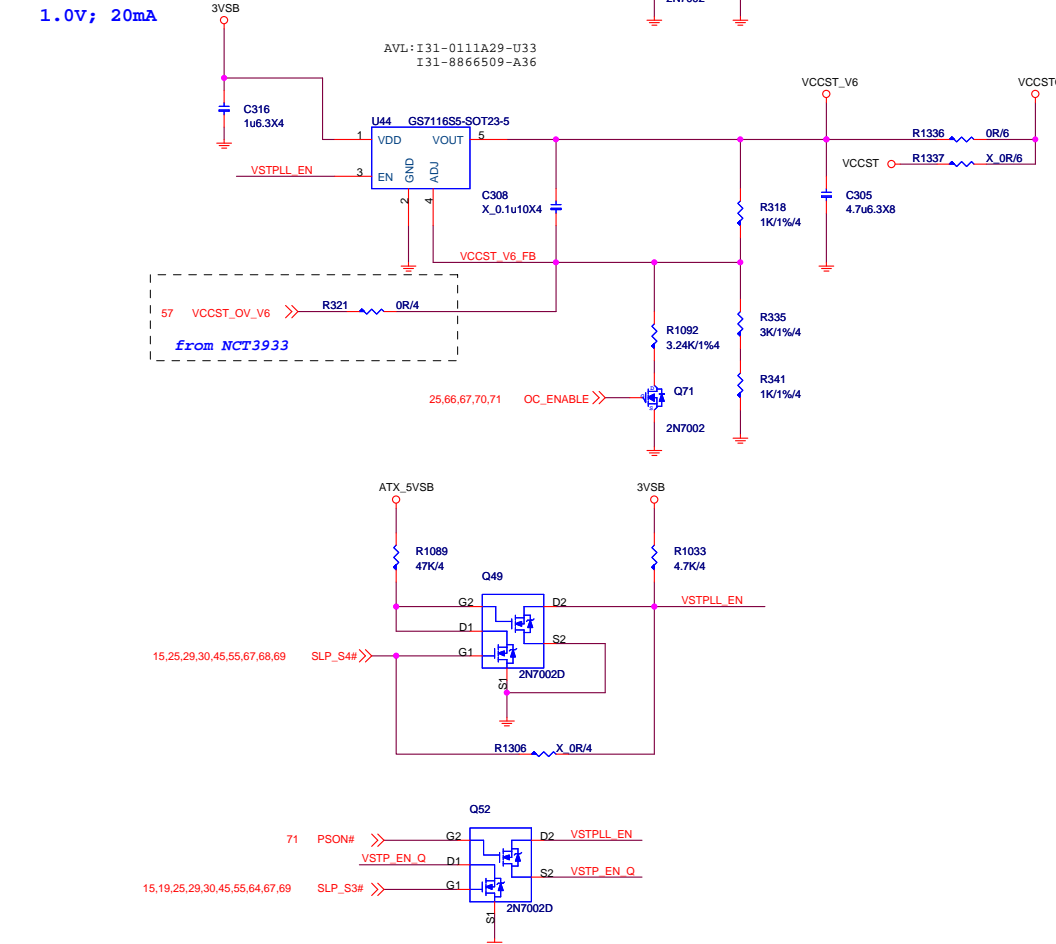 1.0V; 20mA
3VSB
2N7002
AVL:I31-0111A29-U33
I31-8866509-A36
VCCST_V6
C316
1u6.3X4
U44 GS7116S5-SOT23-5
1 VDD VOUT 5
3 EN GND ADJ
2 4
VSTPLL_EN
R1336 0R/6
VCCST R1337 X_0R/6
C308
X_0.1u10X4
R318
1K/1%/4
C305
4.7u6.3X8
VCCST_V6_FB
57 VCCST_OV_V6 R321 0R/4
from NCT3933
R1092
3.24K/1%4
R335
3K/1%/4
R341
1K/1%/4
25,66,67,70,71 OC_ENABLE
Q71
D
G
S
2N7002
ATX_5VSB
3VSB
R1089
47K/4
R1033
4.7K/4
Q49
G2 D2 VSTPLL_EN
D1 S2
15,25,29,30,45,55,67,68,69 SLP_S4# G1
S1 2N7002D
R1306 X_0R/4
Q52
71 PSON# G2 D2 VSTPLL_EN
VSTP_EN_Q D1 S2 VSTP_EN_Q
15,19,25,29,30,45,55,64,67,69 SLP_S3# G1
S1 2N7002D